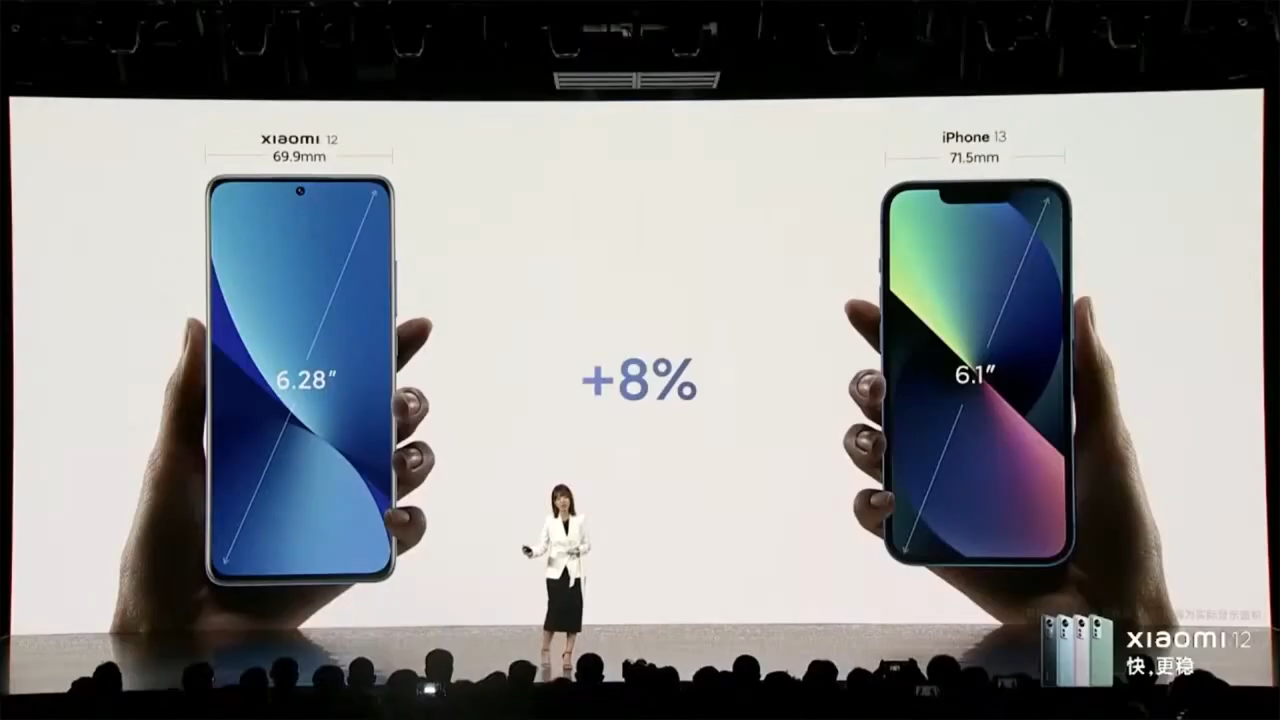 xiaomi 12
69.9mm
6.28″
+8%
iPhone 13
71.5mm
6.1″
xiaomi 12
快,更稳